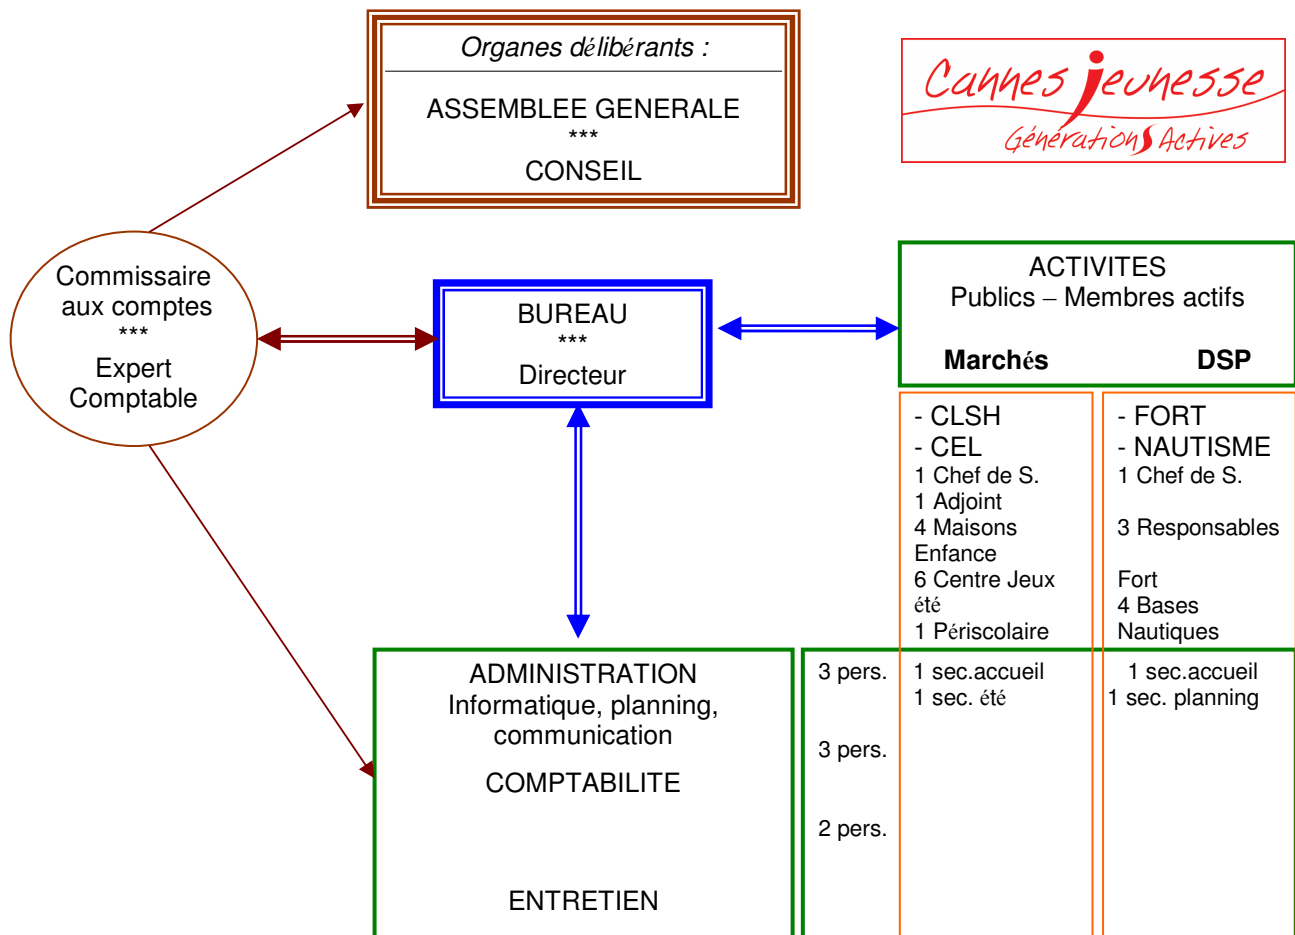 Organes délibérants :
ASSEMBLEE GENERALE
***
CONSEIL
Cannes jeunesse
Générations Actives
Commissaire
aux comptes
***
Expert
Comptable
BUREAU
***
Directeur
ACTIVITES
Publics – Membres actifs
Marchés DSP
- CLSH
- CEL
1 Chef de S.
1 Adjoint
4 Maisons
Enfance
6 Centre Jeux
été
1 Périscolaire
- FORT
- NAUTISME
1 Chef de S.
3 Responsables
Fort
4 Bases
Nautiques
ADMINISTRATION
Informatique, planning,
communication
COMPTABILITE
ENTRETIEN
3 pers.
3 pers.
2 pers.
1 sec.accueil
1 sec. été
1 sec.accueil
1 sec. planning